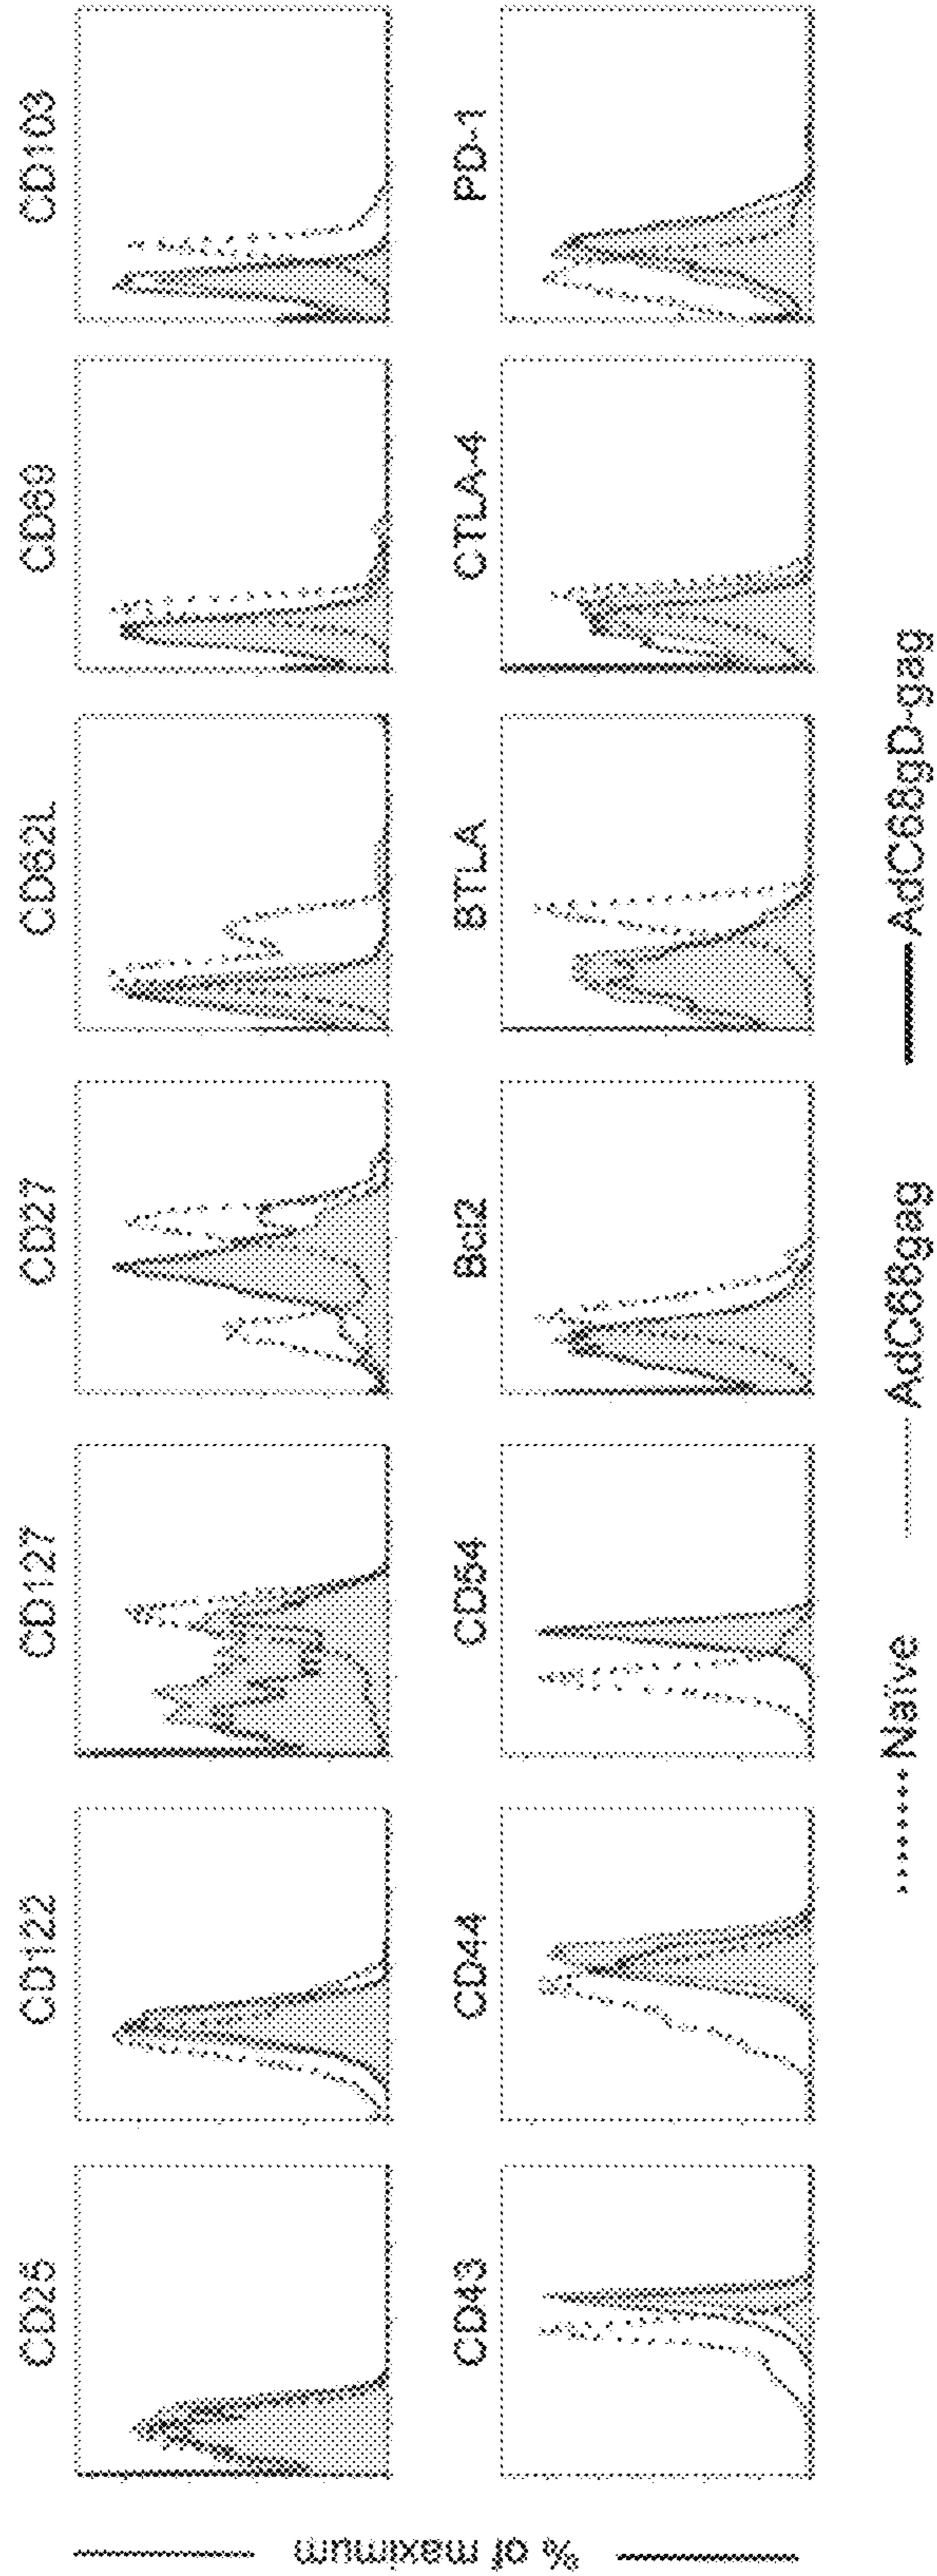 CD25 CD122 CD127 CD27 CD62L CD69 CD103
CD43 CD44 CD54 Bcl2 BTLA CTLA-4 PD-1
% of maximum
Naïve AdC68gag AdC68gD-gag